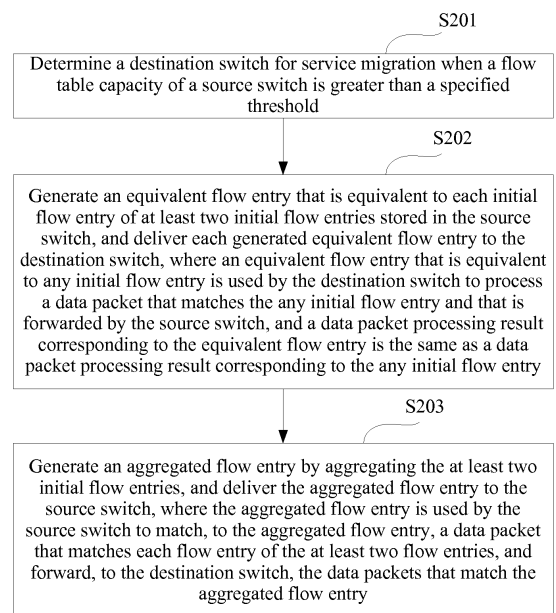 S201
Determine a destination switch for service migration when a flow
table capacity of a source switch is greater than a specified
threshold
S202
Generate an equivalent flow entry that is equivalent to each initial
flow entry of at least two initial flow entries stored in the source
switch, and deliver each generated equivalent flow entry to the
destination switch, where an equivalent flow entry that is equivalent
to any initial flow entry is used by the destination switch to process
a data packet that matches the any initial flow entry and that is
forwarded by the source switch, and a data packet processing result
corresponding to the equivalent flow entry is the same as a data
packet processing result corresponding to the any initial flow entry
S203
Generate an aggregated flow entry by aggregating the at least two
initial flow entries, and deliver the aggregated flow entry to the
source switch, where the aggregated flow entry is used by the
source switch to match, to the aggregated flow entry, a data packet
that matches each flow entry of the at least two flow entries, and
forward, to the destination switch, the data packets that match the
aggregated flow entry